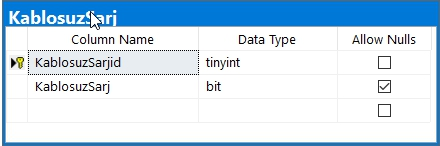 KablosuzSarj
Column Name Data Type Allow Nulls
KablosuzSarjid tinyint
KablosuzSarj bit